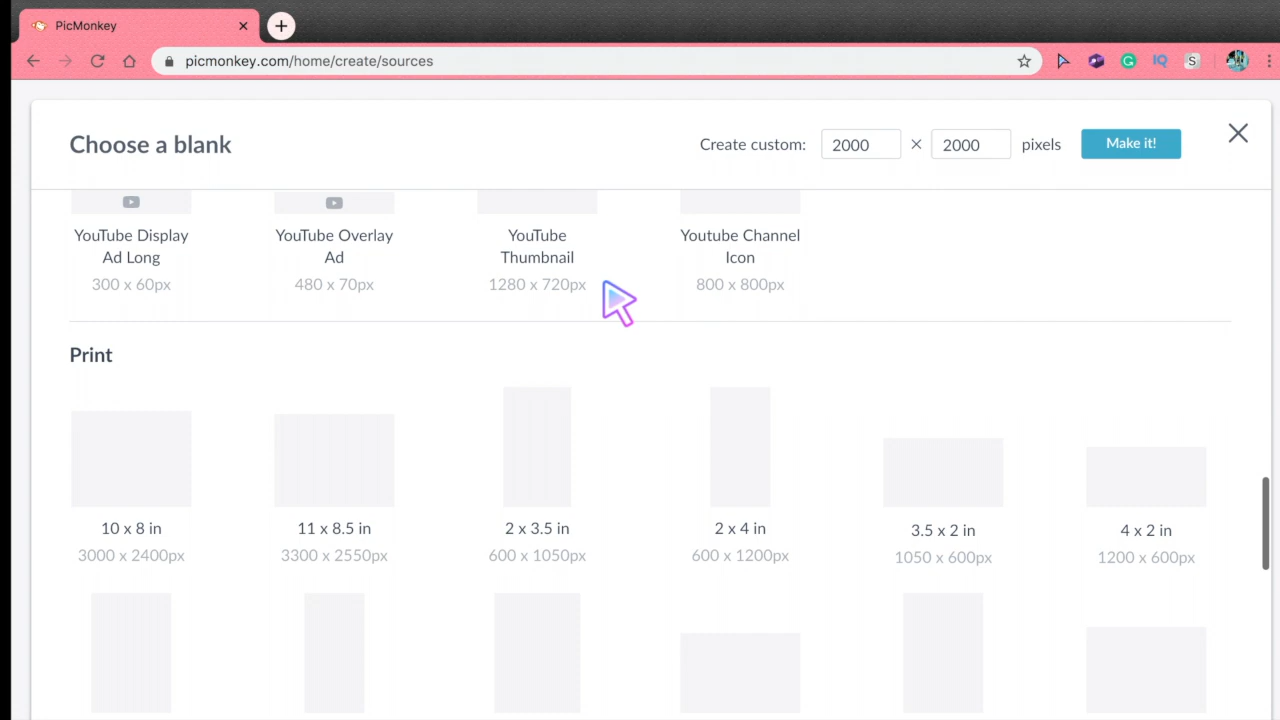 PicMonkey
picmonkey.com/home/create/sources
IQ
S
Choose a blank
Create custom: 2000 × 2000 pixels Make it!
YouTube Display
Ad Long
300 x 60px
YouTube Overlay
Ad
480 x 70px
YouTube
Thumbnail
1280 x 720px
Youtube Channel
Icon
800 x 800px
Print
10 x 8 in
3000 x 2400px
11 x 8.5 in
3300 x 2550px
2 x 3.5 in
600 x 1050px
2 x 4 in
600 x 1200px
3.5 x 2 in
1050 x 600px
4 x 2 in
1200 x 600px